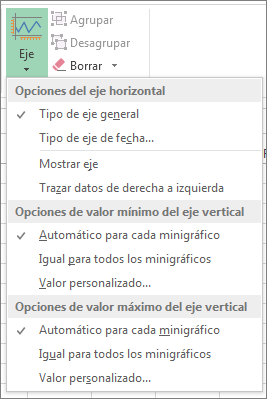 Agrupar
Desagrupar
Eje
Borrar
Opciones del eje horizontal
Tipo de eje general
Tipo de eje de fecha...
Mostrar eje
Trazar datos de derecha a izquierda
Opciones de valor mínimo del eje vertical
Automático para cada minigráfico
Igual para todos los minigráficos
Valor personalizado...
Opciones de valor máximo del eje vertical
Automático para cada minigráfico
Igual para todos los minigráficos
Valor personalizado...